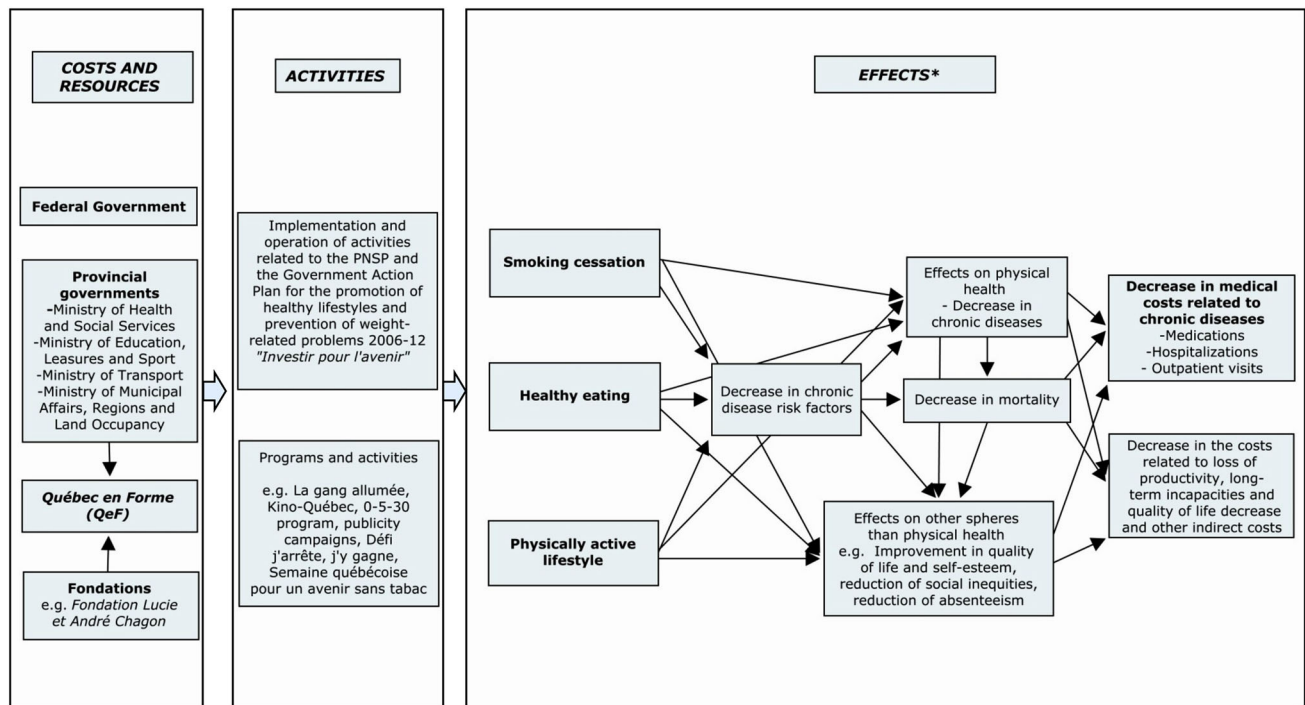 COSTS AND
RESOURCES
Federal Government
Provincial
governments
-Ministry of Health
and Social Services
-Ministry of Education,
Leasures and Sport
-Ministry of Transport
-Ministry of Municipal
Affairs, Regions and
Land Occupancy
Québec en Forme
(QeF)
Fondations
e.g. Fondation Lucie
et André Chagon
ACTIVITIES
Implementation and
operation of activities
related to the PNSP and
the Government Action
Plan for the promotion of
healthy lifestyles and
prevention of weight-
related problems 2006-12
"Investir pour l'avenir"
Programs and activities
e.g. La gang allumée,
Kino-Québec, 0-5-30
program, publicity
campaigns, Défi
j'arrête, j'y gagne,
Semaine québécoise
pour un avenir sans tabac
EFFECTS*
Smoking cessation
Healthy eating
Physically active
lifestyle
Decrease in chronic
disease risk factors
Effects on physical
health
- Decrease in
chronic diseases
Decrease in mortality
Effects on other spheres
than physical health
e.g. Improvement in quality
of life and self-esteem,
reduction of social inequities,
reduction of absenteeism
Decrease in medical
costs related to
chronic diseases
-Medications
-Hospitalizations
- Outpatient visits
Decrease in the costs
related to loss of
productivity, long-
term incapacities and
quality of life decrease
and other indirect costs